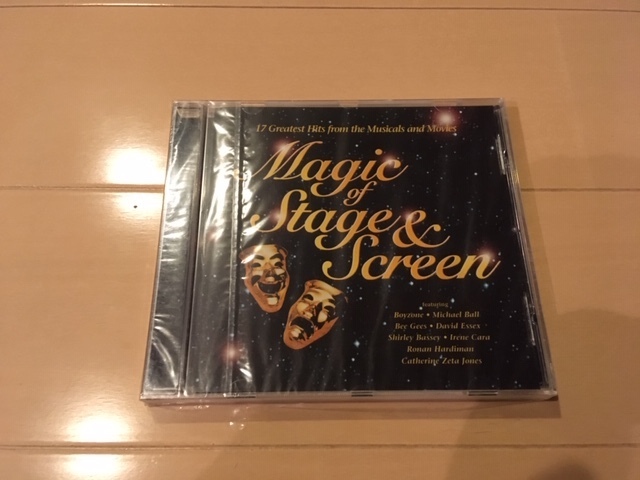 17 Greatest Hits from the Musicals and Movies
Magic
of
Stage &
Screen
featuring
Boyzone • Michael Ball
Bee Gees • David Essex
Shirley Bassey • Irene Cara
Ronan Hardiman
Catherine Zeta Jones